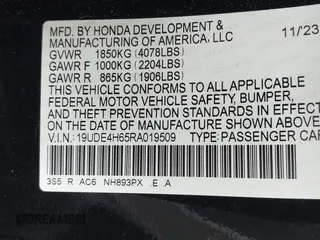 MFD. BY HONDA DEVELOPMENT &
MANUFACTURING OF AMERICA, LLC 11/23
GVWR 1850KG (4078LBS)
GAWR F 1000KG (2204LBS)
GAWR R 865KG (1906LBS)
THIS VEHICLE CONFORMS TO ALL APPLICABLE
FEDERAL MOTOR VEHICLE SAFETY, BUMPER,
AND THEFT PREVENTION STANDARDS IN EFFECT
ON THE DATE OF MANUFACTURE SHOWN ABOVE.
V.I.N.: 19UDE4H65RA019509 TYPE: PASSENGER CAR
3S5 R AC6 NH893PX E A
DREAMBID